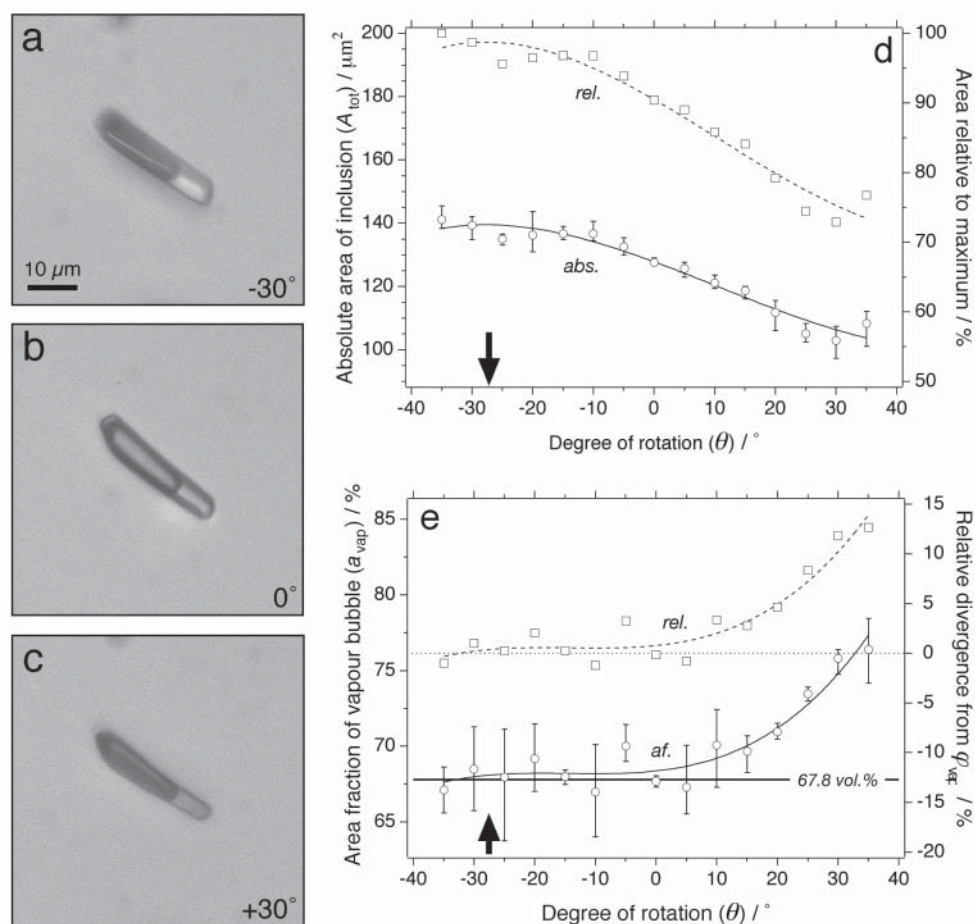 a
10 µm
-30°
b
0°
c
+30°
d
Absolute area of inclusion (A_tot) / µm²
200
180
160
140
120
100
rel.
abs.
100
90
80
70
60
50
Area relative to maximum / %
-40 -30 -20 -10 0 10 20 30 40
Degree of rotation (θ) / °
e
Area fraction of vapour bubble (a_vap) / %
85
80
75
70
65
rel.
af.
67.8 vol.%
15
10
5
0
-5
-10
-15
-20
Relative divergence from φ_vap / %
-40 -30 -20 -10 0 10 20 30 40
Degree of rotation (θ) / °